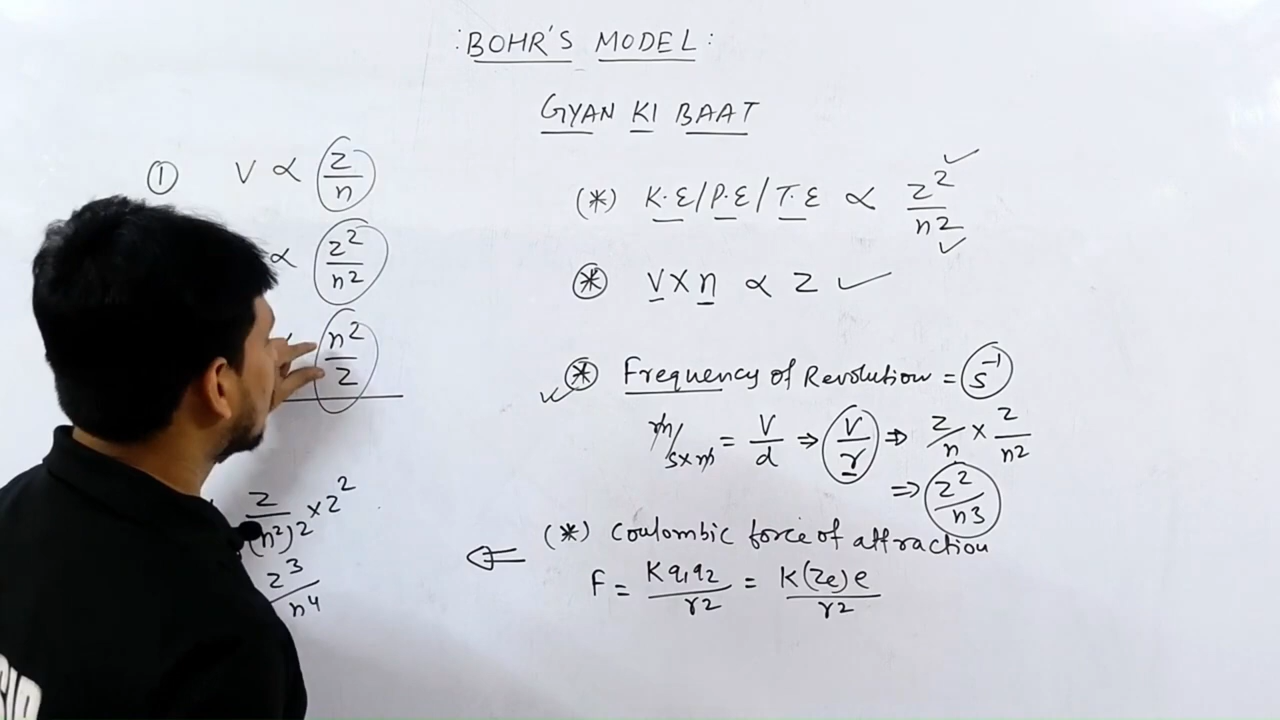 :BOHR'S MODEL:
GYAN KI BAAT
① V ∝ Z/n
∝ Z²/n²
n²/Z
Z/(n²)² × Z²
Z³/n⁴
(*) K.E/P.E/T.E ∝ Z²/n² ✓✓
(*) V×n ∝ Z ✓
✓ (*) Frequency of Revolution = s⁻¹
m/s×m = V/d ⇒ V/r ⇒ Z/n × Z/n²
⇒ Z²/n3
⇐ (*) Coulombic force of attraction
F = Kq₁q₂/r2 = K(Ze)e/r2